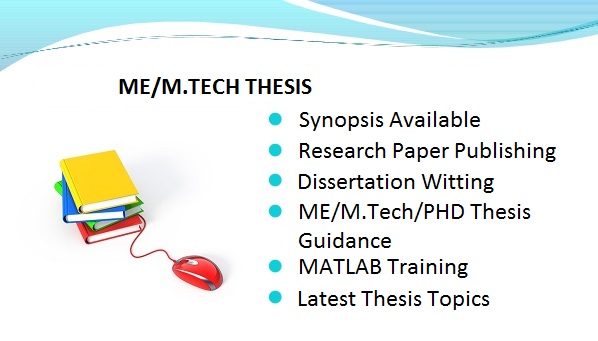 ME/M.TECH THESIS
Synopsis Available
Research Paper Publishing
Dissertation Witting
ME/M.Tech/PHD Thesis
Guidance
MATLAB Training
Latest Thesis Topics